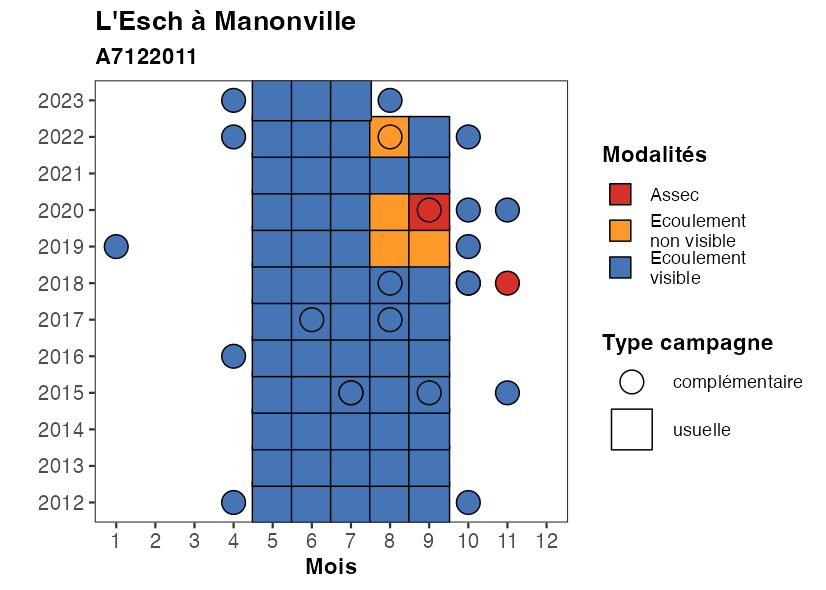 L'Esch à Manonville
A7122011
2023
2022
2021
2020
2019
2018
2017
2016
2015
2014
2013
2012
1 2 3 4 5 6 7 8 9 10 11 12
Mois
Modalités
Assec
Ecoulement
non visible
Ecoulement
visible
Type campagne
complémentaire
usuelle